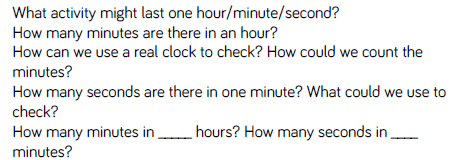 What activity might last one hour/minute/second?
How many minutes are there in an hour?
How can we use a real clock to check? How could we count the
minutes?
How many seconds are there in one minute? What could we use to
check?
How many minutes in _____ hours? How many seconds in ____
minutes?